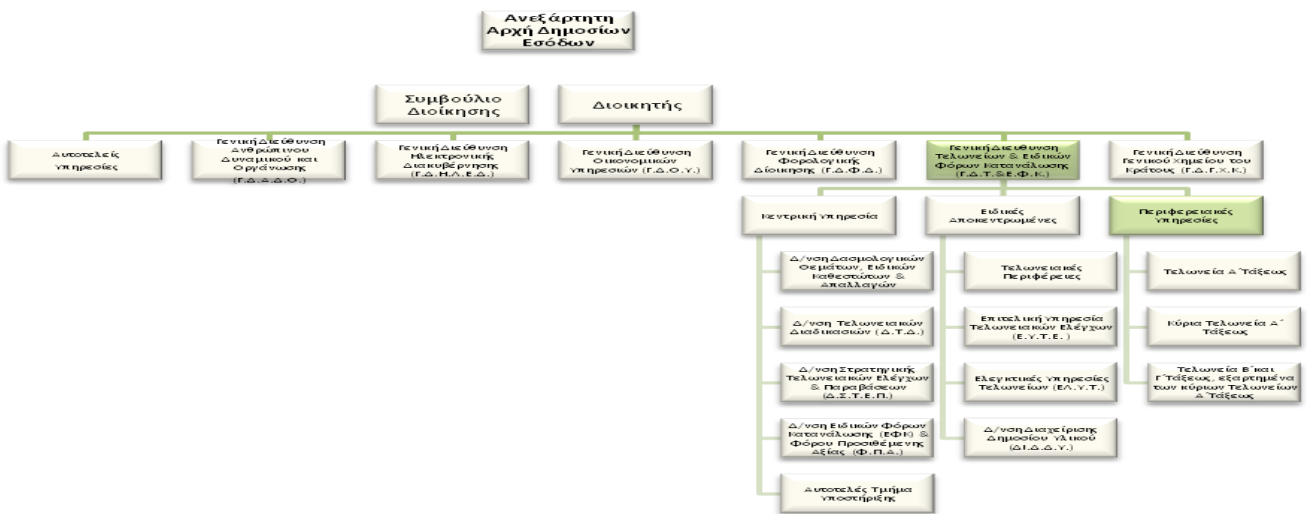 Ανεξάρτητη
Αρχή Δημοσίων
Εσόδων
Συμβούλιο
Διοίκησης
Διοικητής
Αυτοτελείς
Υπηρεσίες
Γενική Διεύθυνση
Ανθρώπινου
Δυναμικού και
Οργάνωσης
(Γ.Δ.Α.Δ.Ο.)
Γενική Διεύθυνση
Ηλεκτρονικής
Διακυβέρνησης
(Γ.Δ.Η.Λ.Ε.Δ.)
Γενική Διεύθυνση
Οικονομικών
Υπηρεσιών (Γ.Δ.Ο.Υ.)
Γενική Διεύθυνση
Φορολογικής
Δίοικησης (Γ.Δ.Φ.Δ.)
Γενική Διεύθυνση
Τελωνείων & Ειδικών
Φόρων Κατανάλωσης
(Γ.Δ.Τ.&Ε.Φ.Κ.)
Γενική Διεύθυνση
Γενικού Χημείου του
Κράτους (Γ.Δ.Γ.Χ.Κ.)
Κεντρική Υπηρεσία
Ειδικές
Αποκεντρωμένες
Περιφερειακές
Υπηρεσίες
Δ/νση Δασμολογικών
Θεμάτων, Ειδικών
Καθεστώτων &
Απαλλαγών
Δ/νση Τελωνειακών
Διαδικασιών (Δ.Τ.Δ.)
Δ/νση Στρατηγικής
Τελωνειακών Ελέγχων
& Παραβάσεων
(Δ.Σ.Τ.Ε.Π.)
Δ/νση Ειδικών Φόρων
Κατανάλωσης (ΕΦΚ) &
Φόρου Προσιθέμενης
Αξίας (Φ.Π.Α.)
Αυτοτελές Τμήμα
Υποστήριξης
Τελωνειακές
Περιφέρειες
Επιτελική Υπηρεσία
Τελωνειακών Ελέγχων
(Ε.Υ.Τ.Ε. )
Ελεγκτικές Υπηρεσίες
Τελωνείων (ΕΛ.Υ.Τ.)
Δ/νση Διαχείρισης
Δημοσίου Υλικού
(ΔΙ.Δ.Δ.Υ.)
Τελωνεία Α΄Τάξεως
Κύρια Τελωνεία Α΄
Τάξεως
Τελωνεία Β΄και
Γ΄Τάξεως, εξαρτημένα
των κύριων Τελωνείων
Α΄Τάξεως